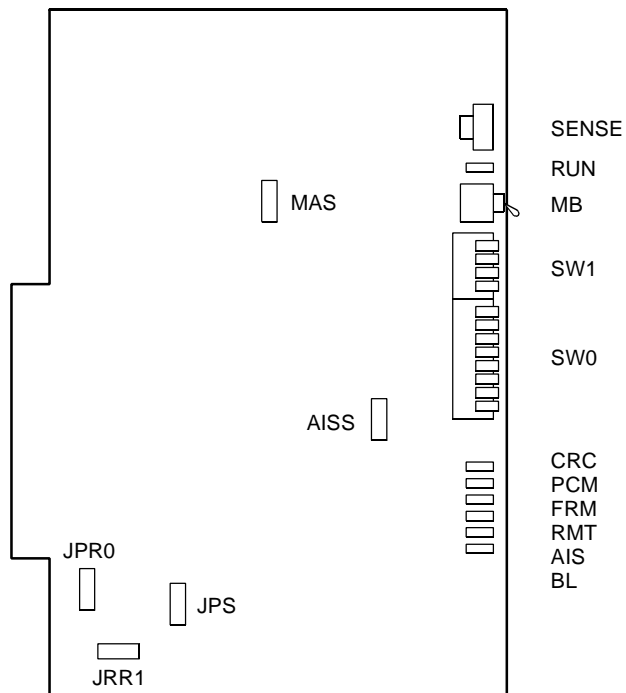 SENSE
RUN
MAS
MB
SW1
SW0
AISS
CRC
PCM
FRM
RMT
AIS
BL
JPR0
JPS
JRR1